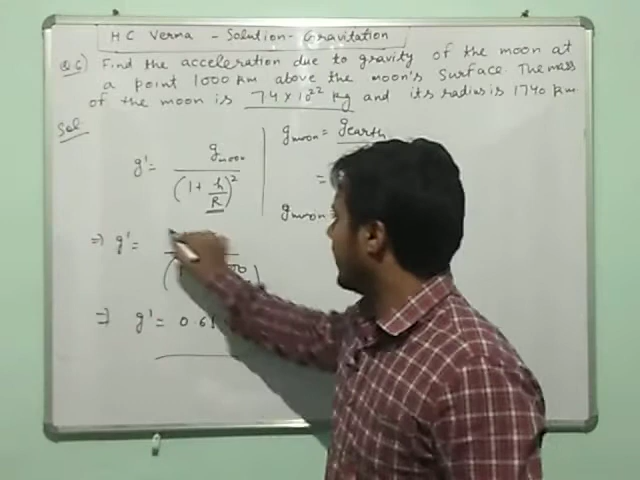 HC Verma - Solution - Gravitation
Q.6) Find the acceleration due to gravity of the moon at
a point 1000 km above the moon's surface. The mass
of the moon is 7.4 × 10²² kg and its radius is 1740 km.
Sol
g' = g_moon / (1 + h/R)²
g_moon = g_earth
=
g_moon =
⇒ g' =
⇒ g' = 0.6